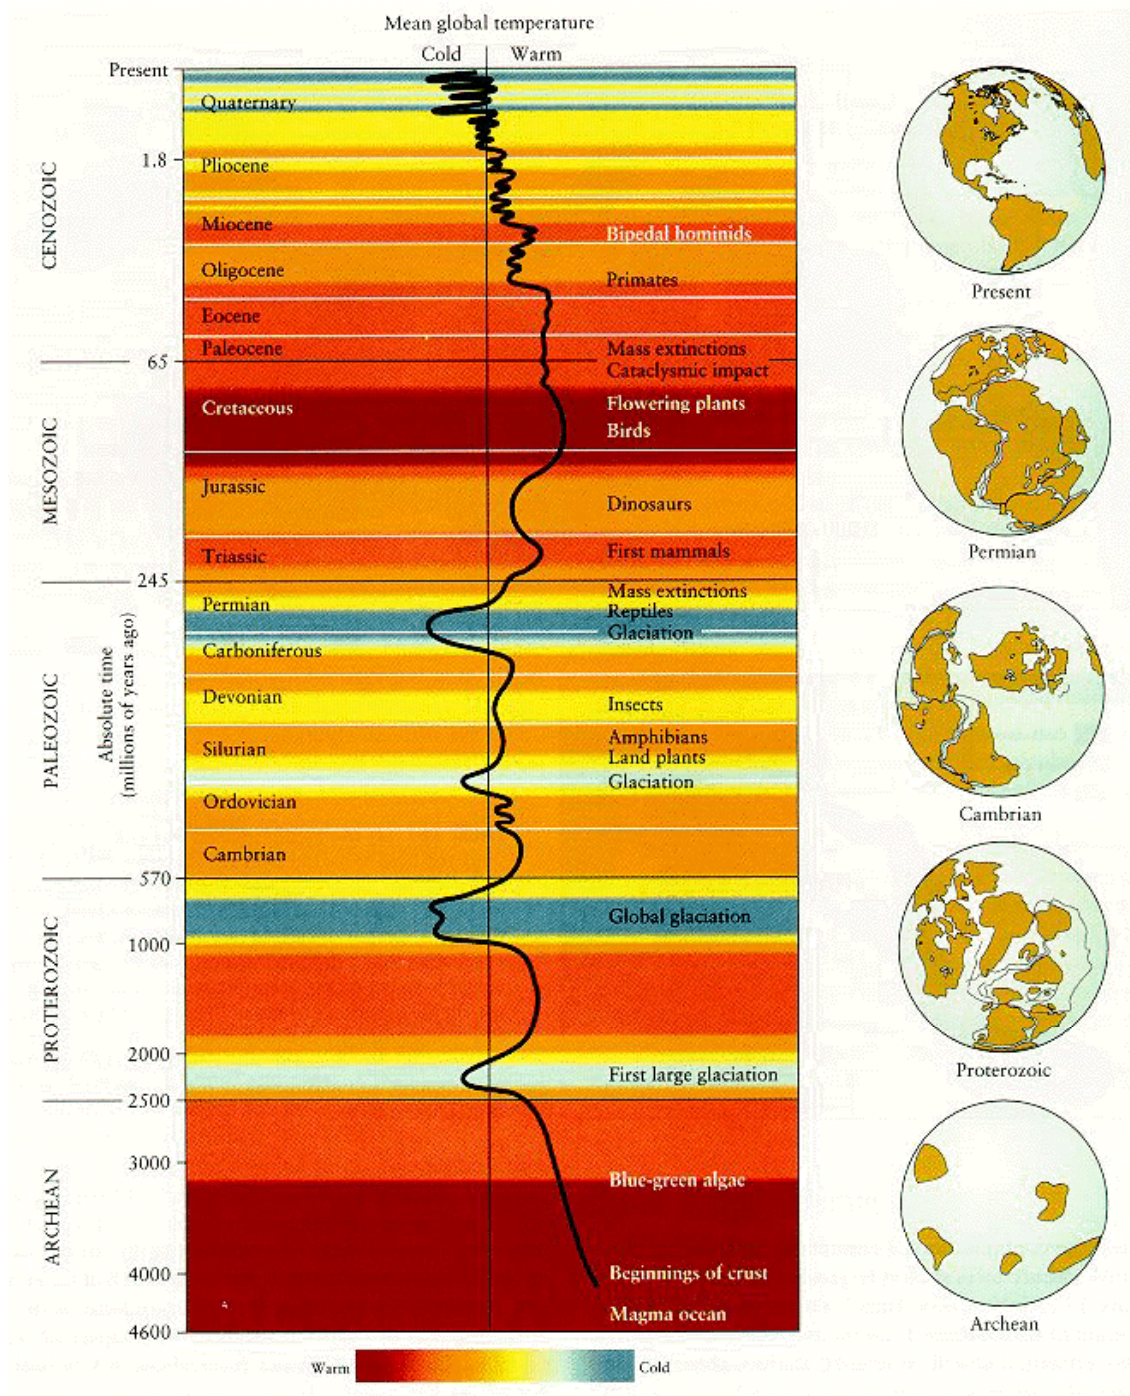 Mean global temperature
Cold Warm
Present
Quaternary
1.8
Pliocene
CENOZOIC
Miocene
Bipedal hominids
Oligocene
Primates
Present
Eocene
Paleocene
Mass extinctions
65
Cataclysmic impact
Cretaceous
Flowering plants
Birds
MESOZOIC
Jurassic
Dinosaurs
Triassic
First mammals
Permian
245
Mass extinctions
Permian
Reptiles
Glaciation
Carboniferous
Absolute time
(millions of years ago)
PALEOZOIC
Devonian
Insects
Silurian
Amphibians
Land plants
Glaciation
Ordovician
Cambrian
Cambrian
570
Global glaciation
1000
PROTEROZOIC
2000
First large glaciation
Proterozoic
2500
3000
Blue-green algae
ARCHEAN
4000
Beginnings of crust
Magma ocean
Archean
4600
Warm Cold